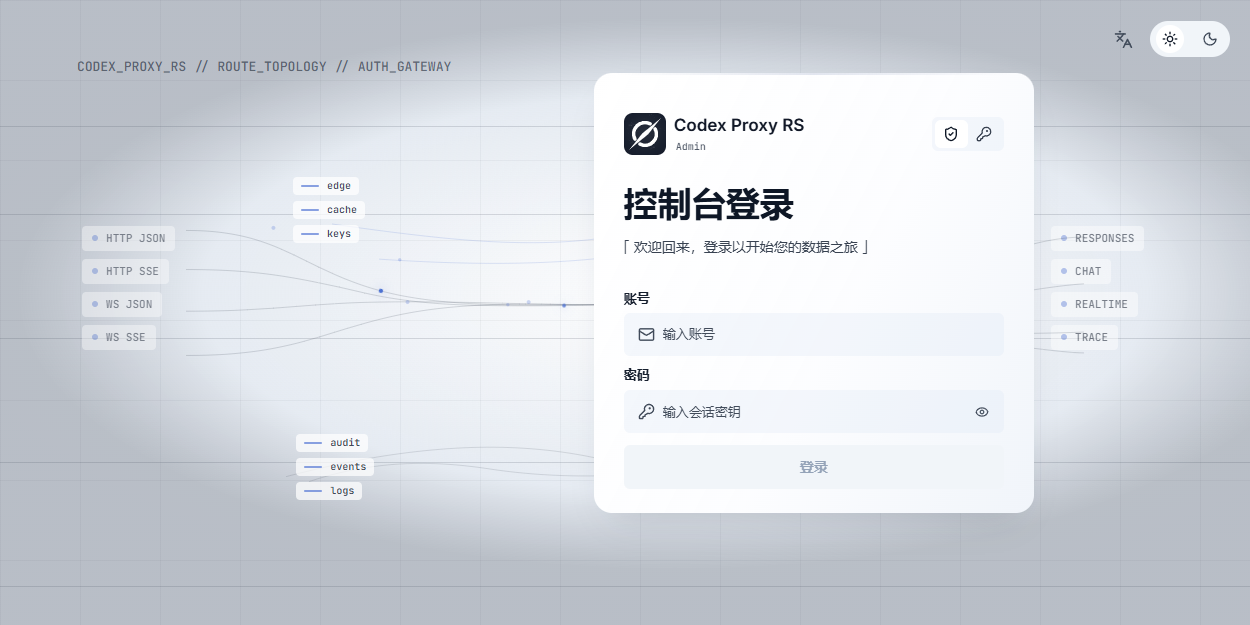 CODEX_PROXY_RS // ROUTE_TOPOLOGY // AUTH_GATEWAY
edge
cache
keys
HTTP JSON
HTTP SSE
WS JSON
WS SSE
audit
events
logs
Codex Proxy RS
Admin
控制台登录
「 欢迎回来，登录以开始您的数据之旅 」
账号
输入账号
密码
输入会话密钥
登录
RESPONSES
CHAT
REALTIME
TRACE